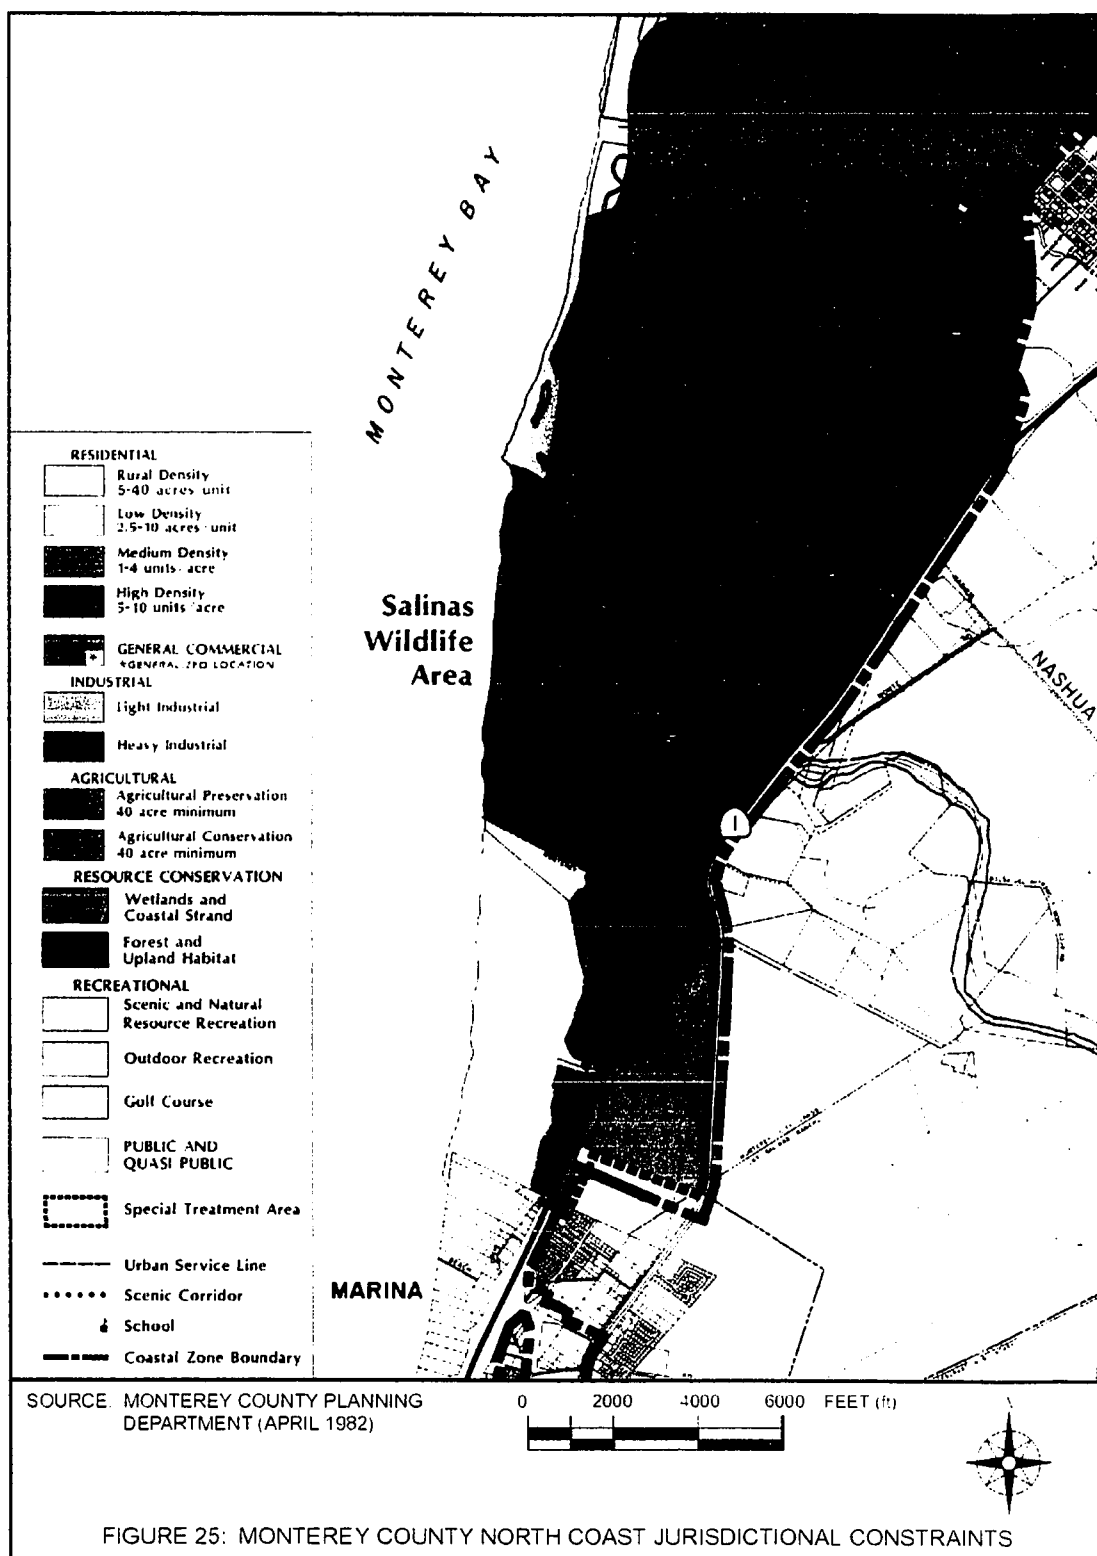 MONTEREY BAY
RESIDENTIAL
Rural Density
5-40 acres unit
Low Density
2.5-10 acres unit
Medium Density
1-4 units acre
High Density
5-10 units acre
GENERAL COMMERCIAL
*GENERALIZED LOCATION
INDUSTRIAL
Light Industrial
Heavy Industrial
AGRICULTURAL
Agricultural Preservation
40 acre minimum
Agricultural Conservation
40 acre minimum
RESOURCE CONSERVATION
Wetlands and
Coastal Strand
Forest and
Upland Habitat
RECREATIONAL
Scenic and Natural
Resource Recreation
Outdoor Recreation
Golf Course
PUBLIC AND
QUASI PUBLIC
Special Treatment Area
Urban Service Line
Scenic Corridor
School
Coastal Zone Boundary
Salinas
Wildlife
Area
NASHUA
1
MARINA
SOURCE. MONTEREY COUNTY PLANNING
DEPARTMENT (APRIL 1982)
0 2000 4000 6000 FEET (ft)
FIGURE 25: MONTEREY COUNTY NORTH COAST JURISDICTIONAL CONSTRAINTS